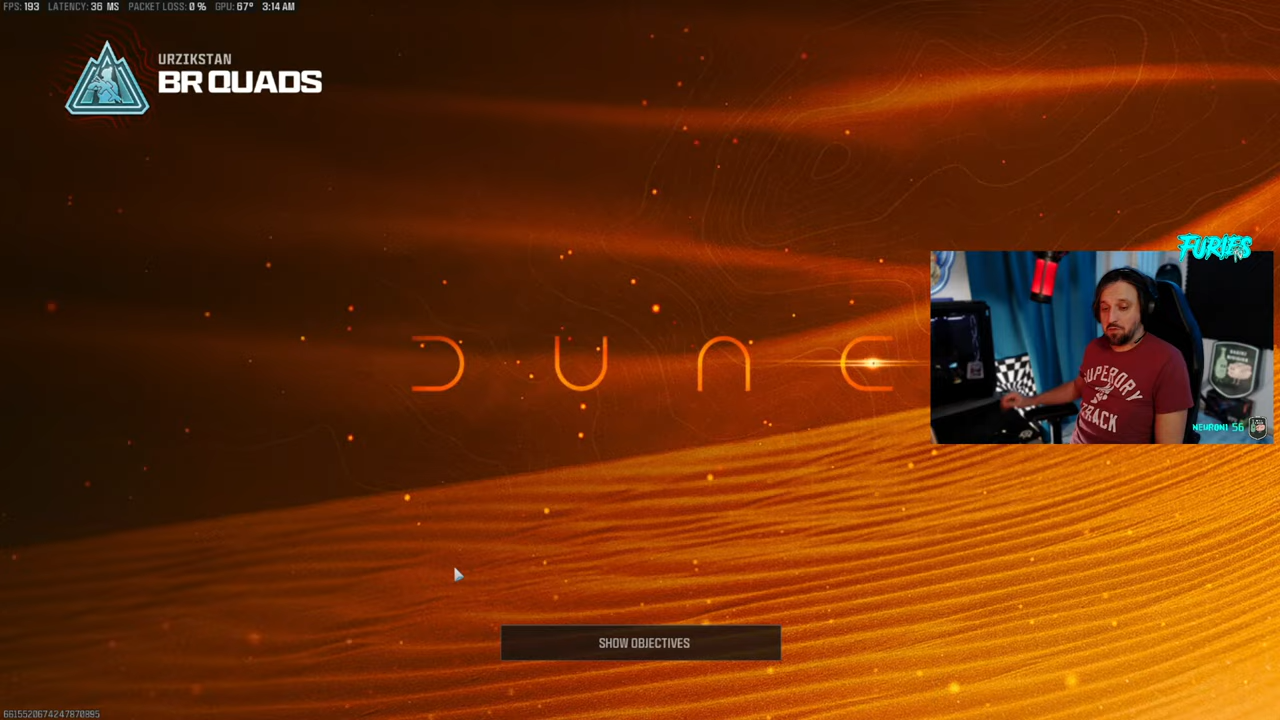 FPS: 193 LATENCY: 36 MS PACKET LOSS: 0 % GPU: 67° 3:14 AM
URZIKSTAN
BR QUADS
FURIES
DUNE
SUPERDRY
TRACK
NEURON1 56
SHOW OBJECTIVES
6615520674247870895